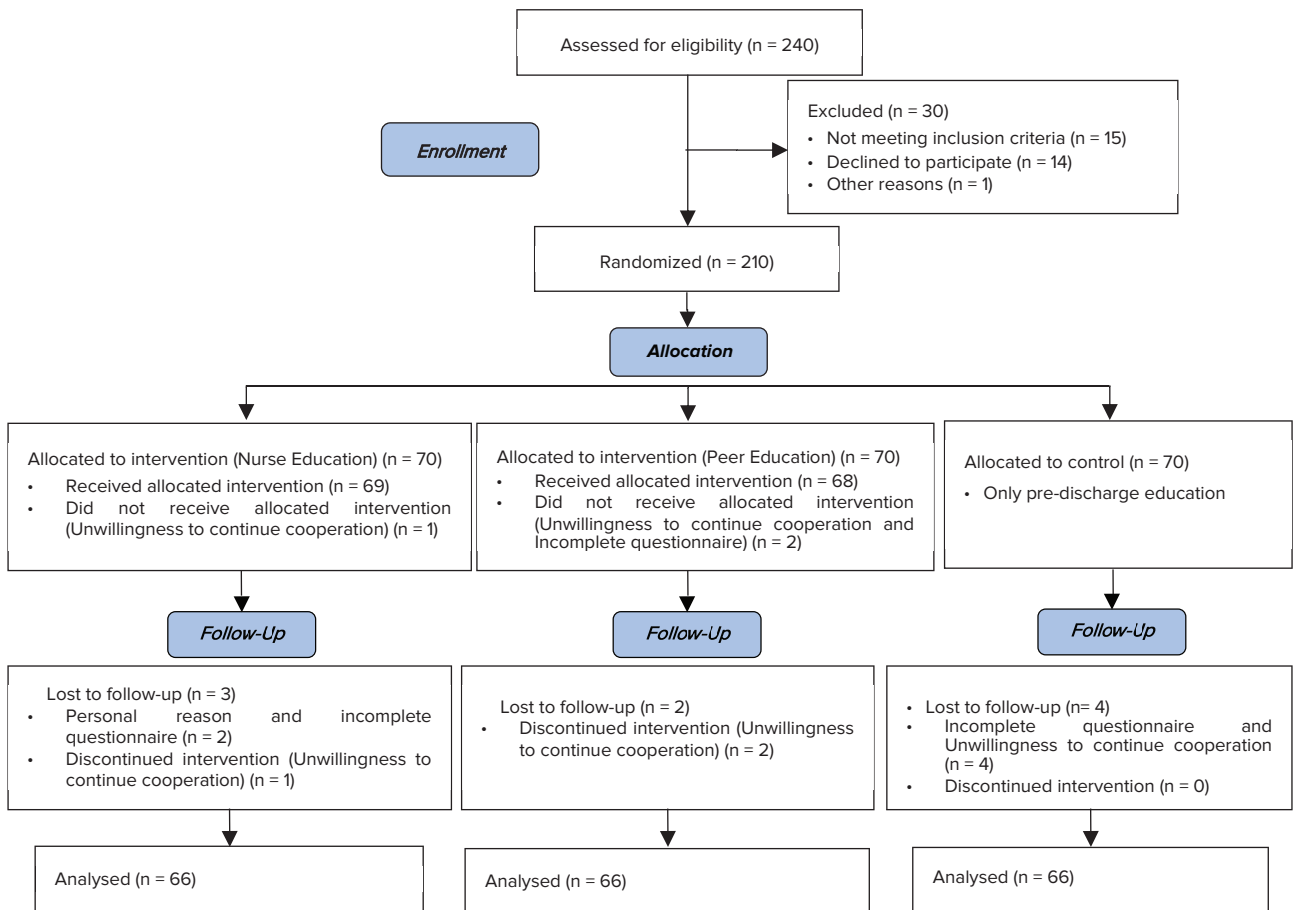 Assessed for eligibility (n = 240)
Excluded (n = 30)
• Not meeting inclusion criteria (n = 15)
• Declined to participate (n = 14)
• Other reasons (n = 1)
Enrollment
Randomized (n = 210)
Allocation
Allocated to intervention (Nurse Education) (n = 70)
• Received allocated intervention (n = 69)
• Did not receive allocated intervention
(Unwillingness to continue cooperation) (n = 1)
Allocated to intervention (Peer Education) (n = 70)
• Received allocated intervention (n = 68)
• Did not receive allocated intervention
(Unwillingness to continue cooperation and
Incomplete questionnaire) (n = 2)
Allocated to control (n = 70)
• Only pre-discharge education
Follow-Up
Follow-Up
Follow-Up
Lost to follow-up (n = 3)
• Personal reason and incomplete
questionnaire (n = 2)
• Discontinued intervention (Unwillingness to
continue cooperation) (n = 1)
Lost to follow-up (n = 2)
• Discontinued intervention (Unwillingness
to continue cooperation) (n = 2)
• Lost to follow-up (n= 4)
• Incomplete questionnaire and
Unwillingness to continue cooperation
(n = 4)
• Discontinued intervention (n = 0)
Analysed (n = 66)
Analysed (n = 66)
Analysed (n = 66)